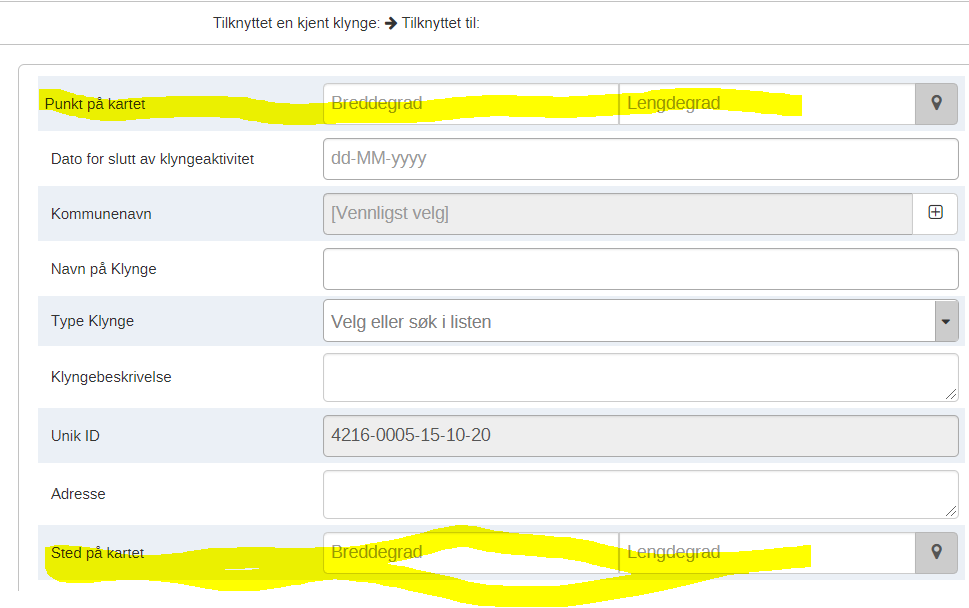 Tilknyttet en kjent klynge: → Tilknyttet til:
Punkt på kartet Breddegrad Lengdegrad
Dato for slutt av klyngeaktivitet dd-MM-yyyy
Kommunenavn [Vennligst velg]
Navn på Klynge
Type Klynge Velg eller søk i listen
Klyngebeskrivelse
Unik ID 4216-0005-15-10-20
Adresse
Sted på kartet Breddegrad Lengdegrad